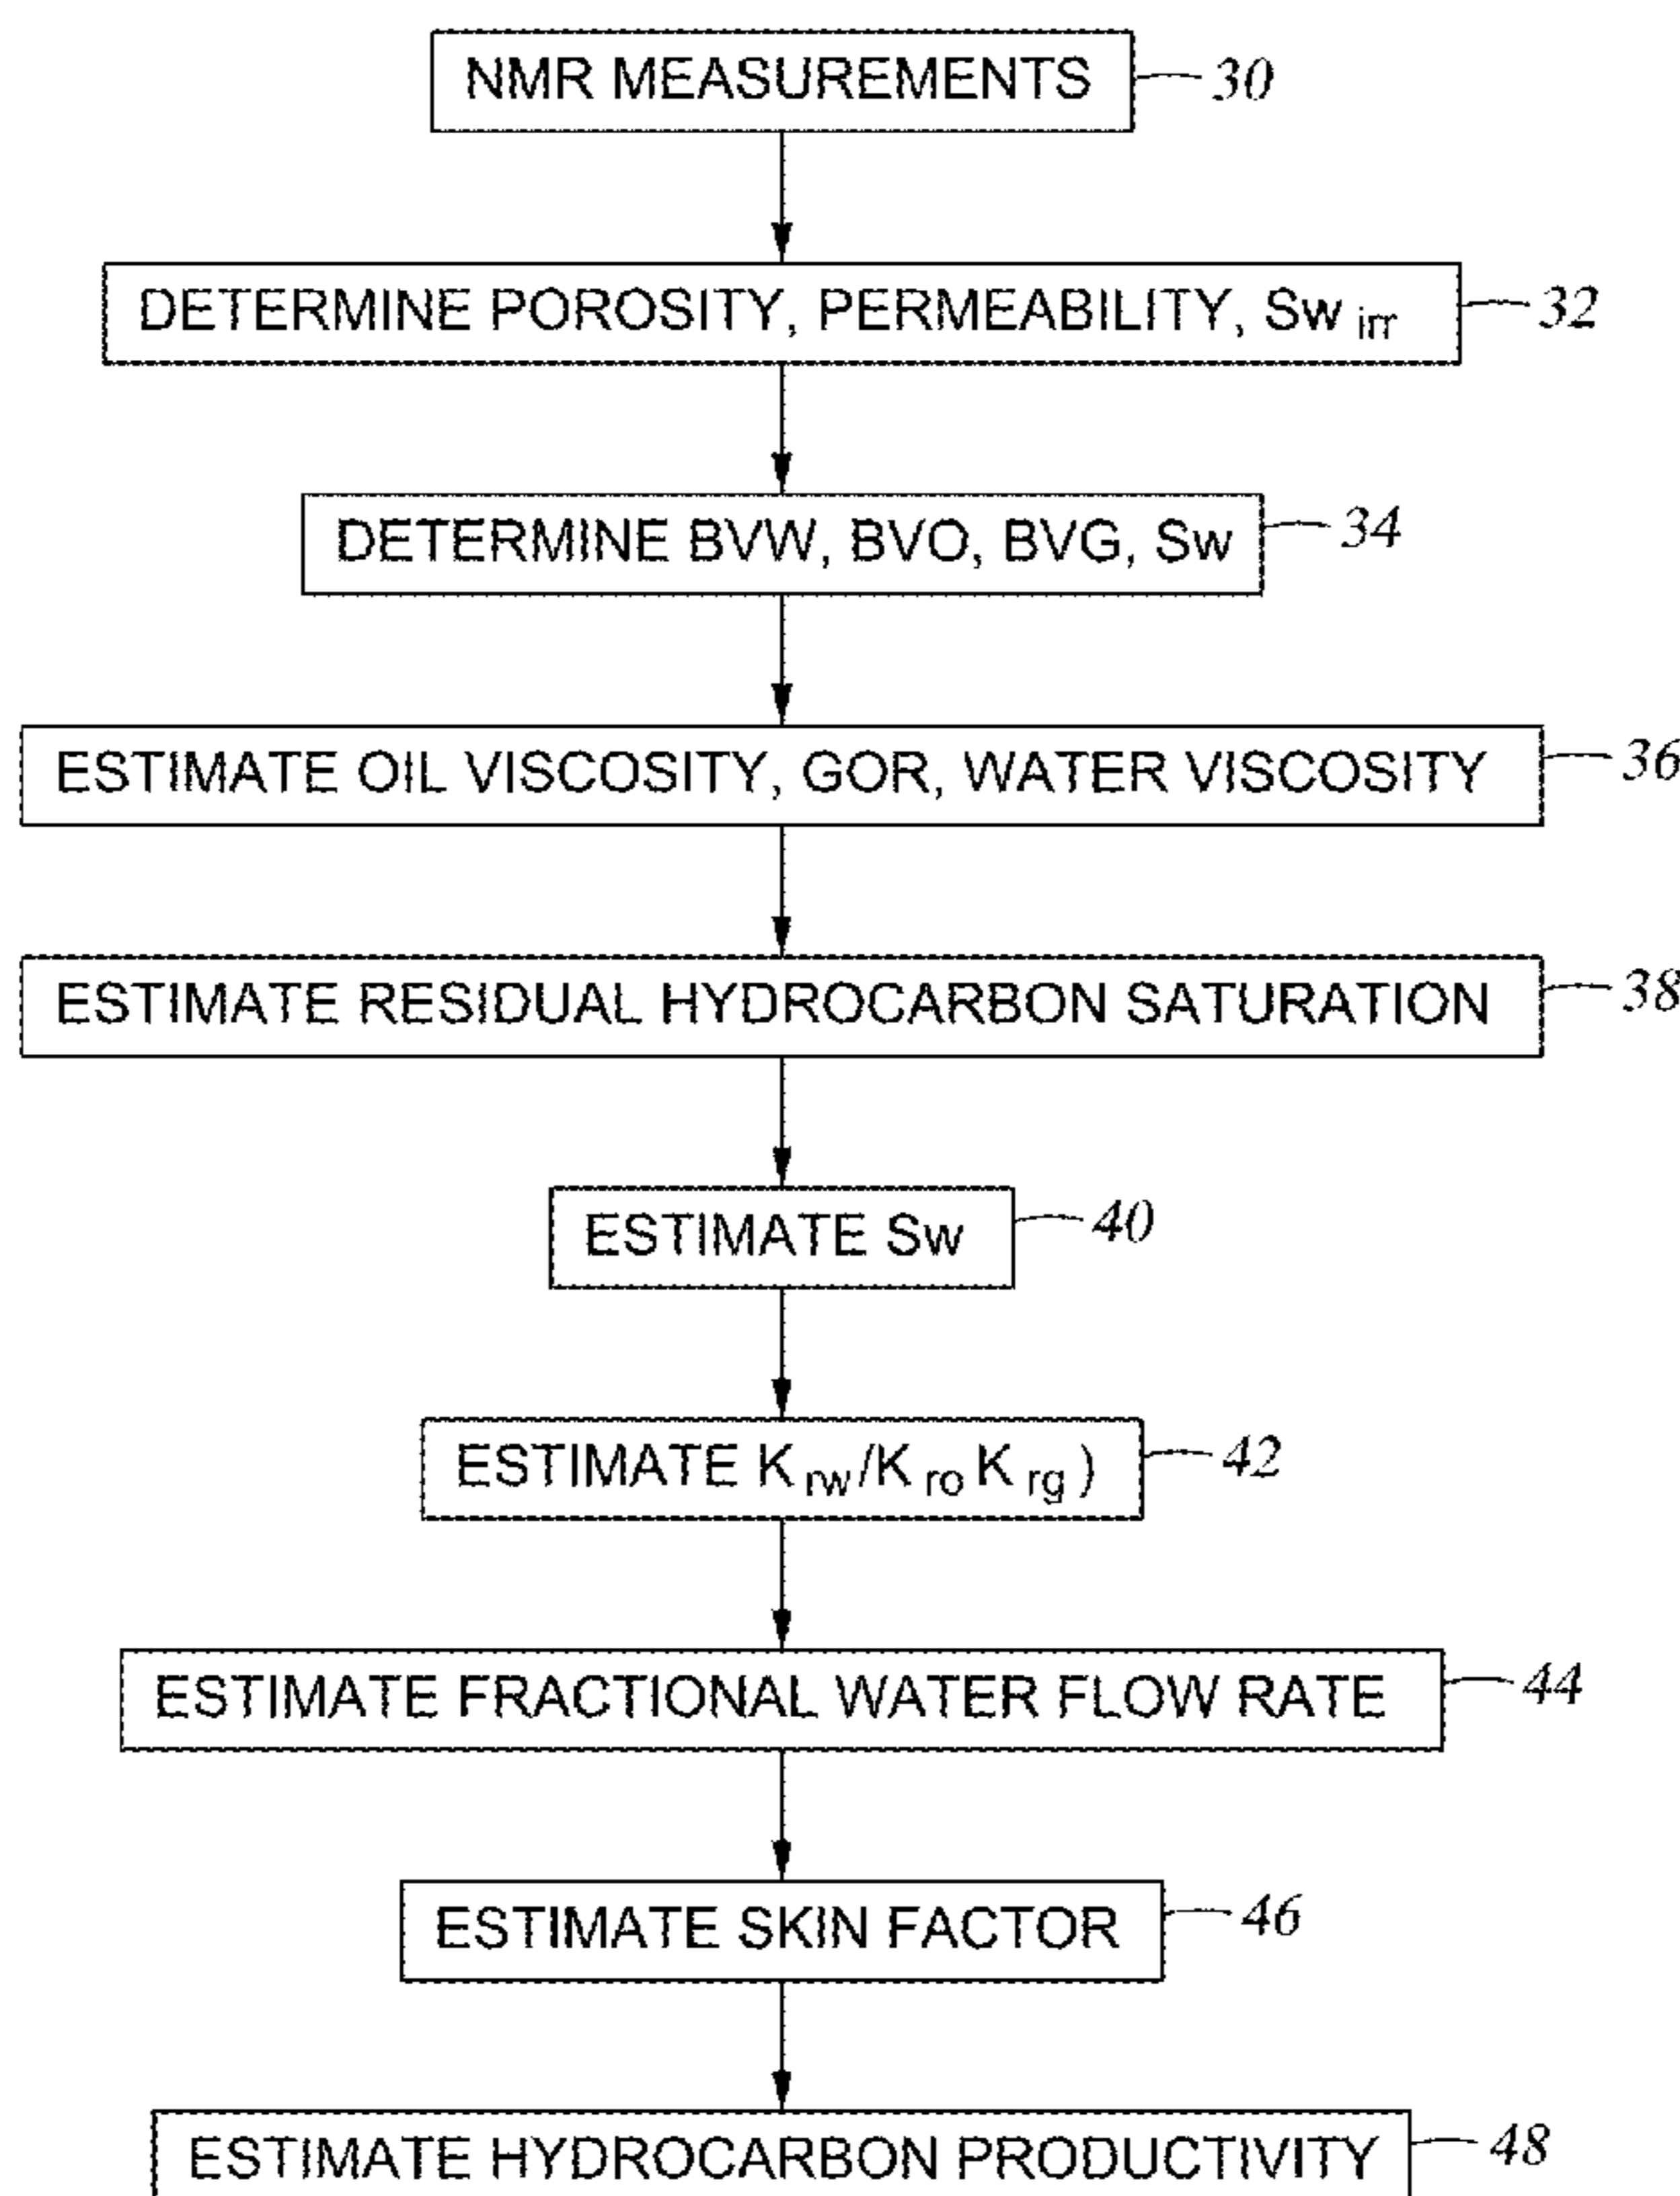 NMR MEASUREMENTS 30
DETERMINE POROSITY, PERMEABILITY, Sw irr 32
DETERMINE BVW, BVO, BVG, Sw 34
ESTIMATE OIL VISCOSITY, GOR, WATER VISCOSITY 36
ESTIMATE RESIDUAL HYDROCARBON SATURATION 38
ESTIMATE Sw 40
ESTIMATE K rw /K ro K rg ) 42
ESTIMATE FRACTIONAL WATER FLOW RATE 44
ESTIMATE SKIN FACTOR 46
ESTIMATE HYDROCARBON PRODUCTIVITY 48